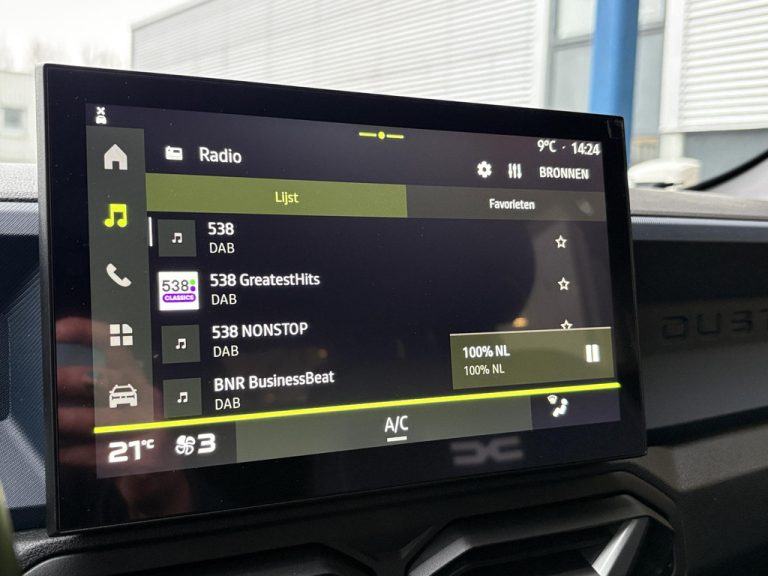 9°C · 14:24
Radio
BRONNEN
Lijst
Favorieten
538
DAB
538 GreatestHits
DAB
538
CLASSICS
538 NONSTOP
DAB
BNR BusinessBeat
DAB
100% NL
100% NL
21°C
3
A/C
DUST